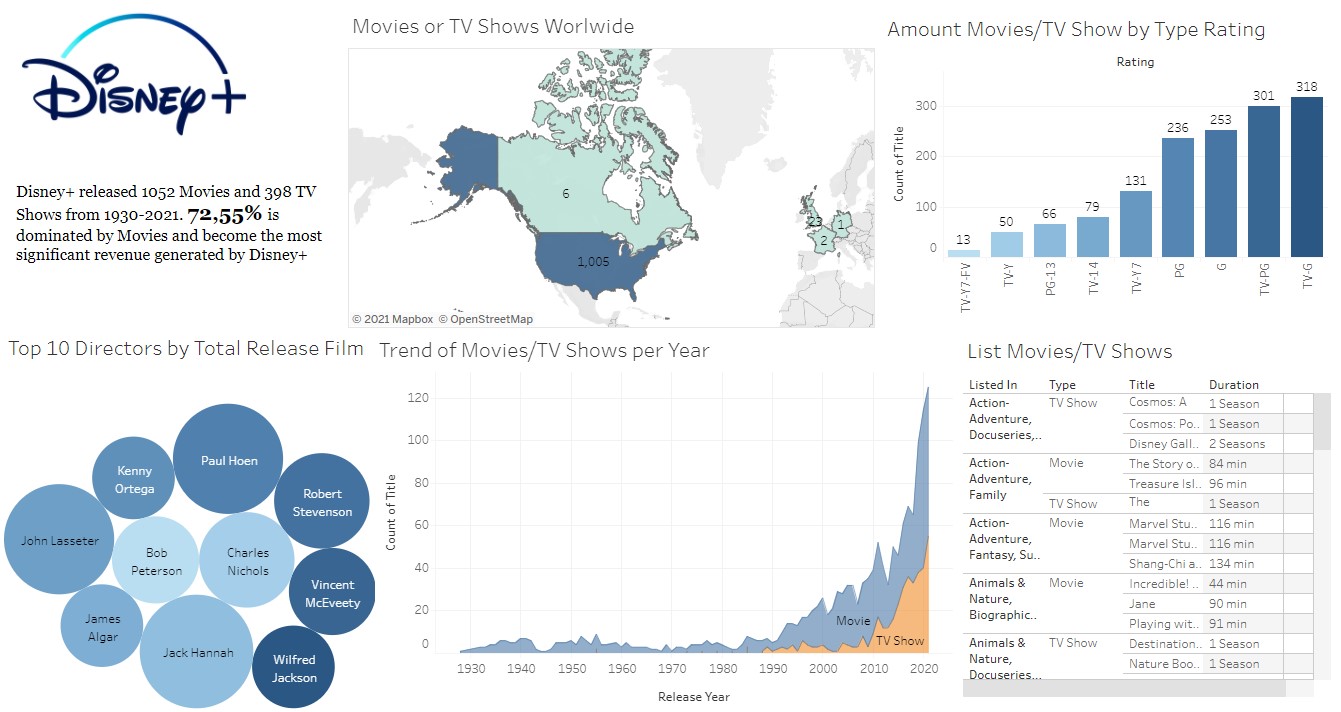 Disney+
Disney+ released 1052 Movies and 398 TV
Shows from 1930-2021. 72,55% is
dominated by Movies and become the most
significant revenue generated by Disney+
Movies or TV Shows Worlwide
6
1,005
23
1
2
© 2021 Mapbox © OpenStreetMap
Amount Movies/TV Show by Type Rating
Rating
Count of Title
300
200
100
0
13
50
66
79
131
236
253
301
318
TV-Y7-FV
TV-Y
PG-13
TV-14
TV-Y7
PG
G
TV-PG
TV-G
Top 10 Directors by Total Release Film
Paul Hoen
Kenny
Ortega
Robert
Stevenson
John Lasseter
Bob
Peterson
Charles
Nichols
Vincent
McEveety
James
Algar
Jack Hannah
Wilfred
Jackson
Trend of Movies/TV Shows per Year
Count of Title
120
100
80
60
40
20
0
Movie
TV Show
1930
1940
1950
1960
1970
1980
1990
2000
2010
2020
Release Year
List Movies/TV Shows
Listed In Type Title Duration
Action- TV Show Cosmos: A 1 Season
Adventure,
Cosmos: Po.. 1 Season
Docuseries,..
Disney Gall.. 2 Seasons
Action- Movie The Story o.. 84 min
Adventure,
Treasure Isl.. 96 min
Family
TV Show The 1 Season
Action- Movie Marvel Stu.. 116 min
Adventure,
Marvel Stu.. 116 min
Fantasy, Su..
Shang-Chi a.. 134 min
Animals & Movie Incredible! .. 44 min
Nature,
Jane 90 min
Biographic..
Playing wit.. 91 min
Animals & TV Show Destination.. 1 Season
Nature,
Nature Boo.. 1 Season
Docuseries...